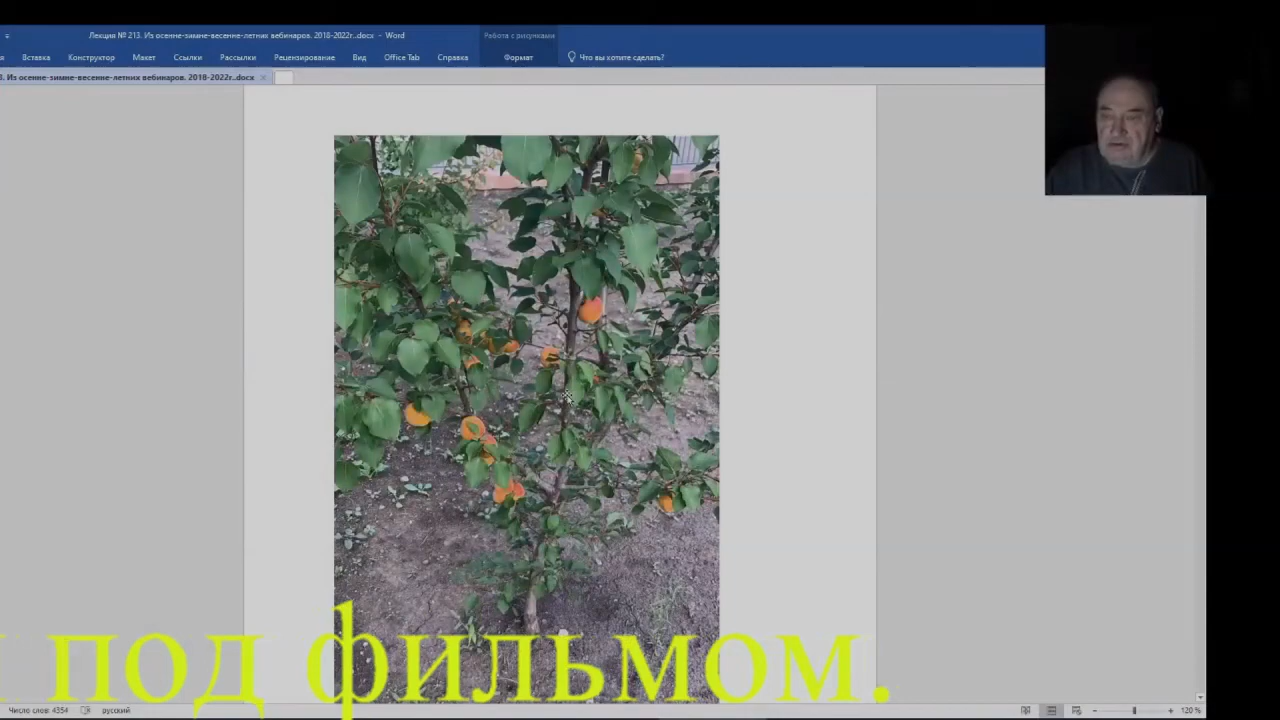 Лекция № 213. Из осенне-зимне-весенне-летних вебинаров. 2018-2022г..docx - Word
Работа с рисунками
Вставка Конструктор Макет Ссылки Рассылки Рецензирование Вид Office Tab Справка Формат Что вы хотите сделать?
3. Из осенне-зимне-весенне-летних вебинаров. 2018-2022г..docx
под фильмом.
Число слов: 4354 русский 120 %